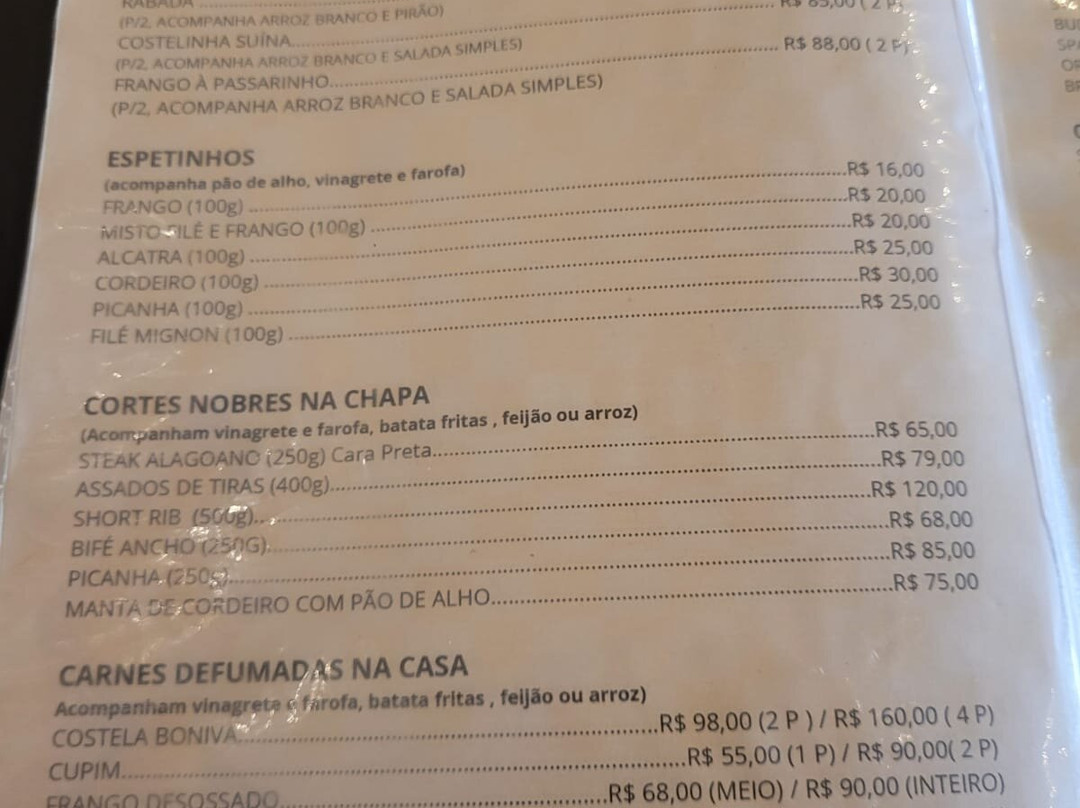 RABADA ... R$ 85,00 ( 2 P)
(P/2, ACOMPANHA ARROZ BRANCO E PIRÃO)
COSTELINHA SUÍNA... R$ 88,00 ( 2 P)
(P/2, ACOMPANHA ARROZ BRANCO E SALADA SIMPLES)
FRANGO À PASSARINHO...
(P/2, ACOMPANHA ARROZ BRANCO E SALADA SIMPLES)
ESPETINHOS
(acompanha pão de alho, vinagrete e farofa)
FRANGO (100g) ... R$ 16,00
MISTO FILÉ E FRANGO (100g) ... R$ 20,00
ALCATRA (100g) ... R$ 20,00
CORDEIRO (100g) ... R$ 25,00
PICANHA (100g) ... R$ 30,00
FILÉ MIGNON (100g) ... R$ 25,00
CORTES NOBRES NA CHAPA
(Acompanham vinagrete e farofa, batata fritas , feijão ou arroz)
STEAK ALAGOANO (250g) Cara Preta... R$ 65,00
ASSADOS DE TIRAS (400g)... R$ 79,00
SHORT RIB (500g)... R$ 120,00
BIFÉ ANCHO (250G)... R$ 68,00
PICANHA (250g)... R$ 85,00
MANTA DE CORDEIRO COM PÃO DE ALHO... R$ 75,00
CARNES DEFUMADAS NA CASA
Acompanham vinagrete e farofa, batata fritas , feijão ou arroz)
COSTELA BONIVA... R$ 98,00 (2 P ) / R$ 160,00 ( 4 P)
CUPIM... R$ 55,00 (1 P) / R$ 90,00( 2 P)
FRANGO DESOSSADO... R$ 68,00 (MEIO) / R$ 90,00 (INTEIRO)